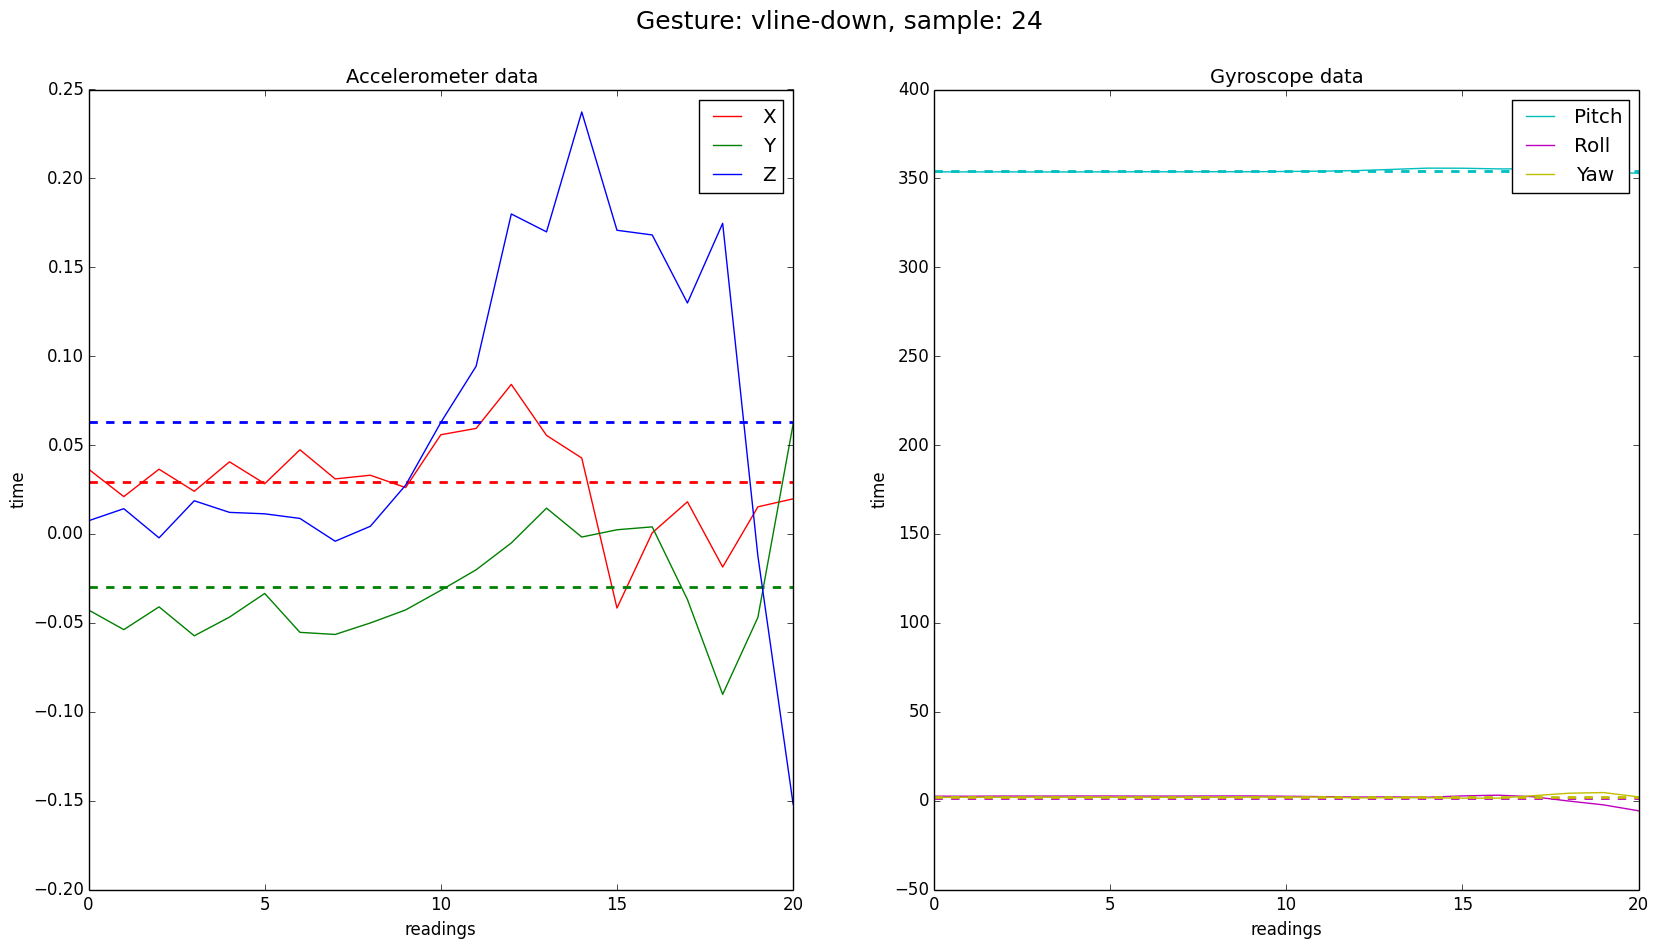 Gesture: vline-down, sample: 24
Accelerometer data
0.25
0.20
0.15
0.10
0.05
0.00
−0.05
−0.10
−0.15
−0.20
0
5
10
15
20
time
readings
X
Y
Z
Gyroscope data
400
350
300
250
200
150
100
50
0
−50
0
5
10
15
20
time
readings
Pitch
Roll
Yaw